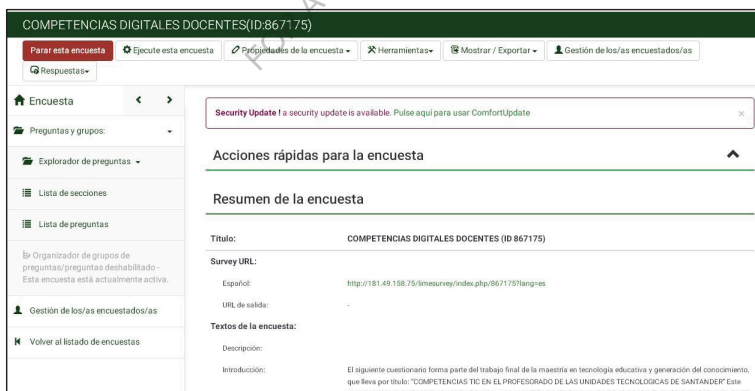 COMPETENCIAS DIGITALES DOCENTES(ID:867175)
Parar esta encuesta
Ejecute esta encuesta
Propiedades de la encuesta
Herramientas
Mostrar / Exportar
Gestión de los/as encuestados/as
Respuestas
Encuesta
Preguntas y grupos:
Explorador de preguntas
Lista de secciones
Lista de preguntas
Organizador de grupos de
preguntas/preguntas deshabilitado -
Esta encuesta está actualmente activa.
Gestión de los/as encuestados/as
Volver al listado de encuestas
Security Update ! a security update is available. Pulse aquí para usar ComfortUpdate ×
Acciones rápidas para la encuesta
Resumen de la encuesta
Título: COMPETENCIAS DIGITALES DOCENTES (ID 867175)
Survey URL:
Español: http://181.49.158.75/limesurvey/index.php/867175?lang=es
URL de salida: -
Textos de la encuesta:
Descripción:
Introducción: El siguiente cuestionario forma parte del trabajo final de la maestría en tecnología educativa y generación del conocimiento,
que lleva por título: "COMPETENCIAS TIC EN EL PROFESORADO DE LAS UNIDADES TECNOLOGICAS DE SANTANDER" Este